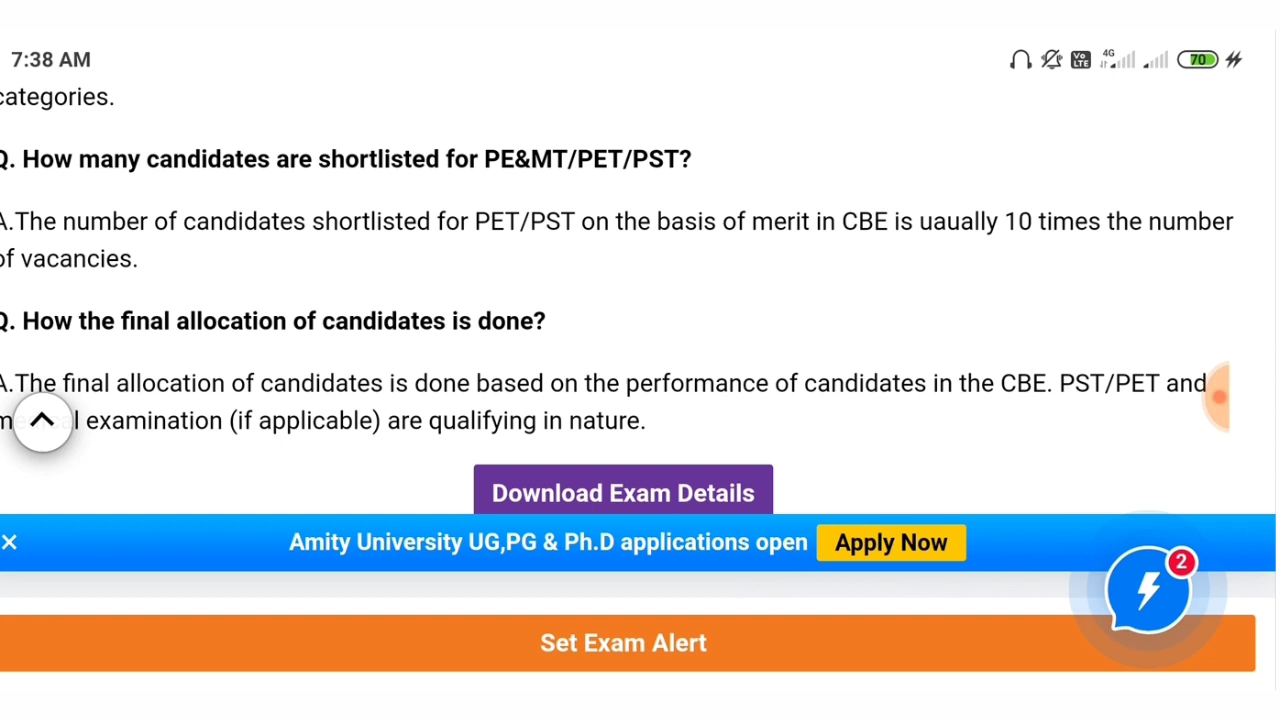 7:38 AM
Vo LTE 4G 70
categories.
Q. How many candidates are shortlisted for PE&MT/PET/PST?
A.The number of candidates shortlisted for PET/PST on the basis of merit in CBE is uaually 10 times the number
of vacancies.
Q. How the final allocation of candidates is done?
A.The final allocation of candidates is done based on the performance of candidates in the CBE. PST/PET and
examination (if applicable) are qualifying in nature.
Download Exam Details
Amity University UG,PG & Ph.D applications open Apply Now
2
Set Exam Alert